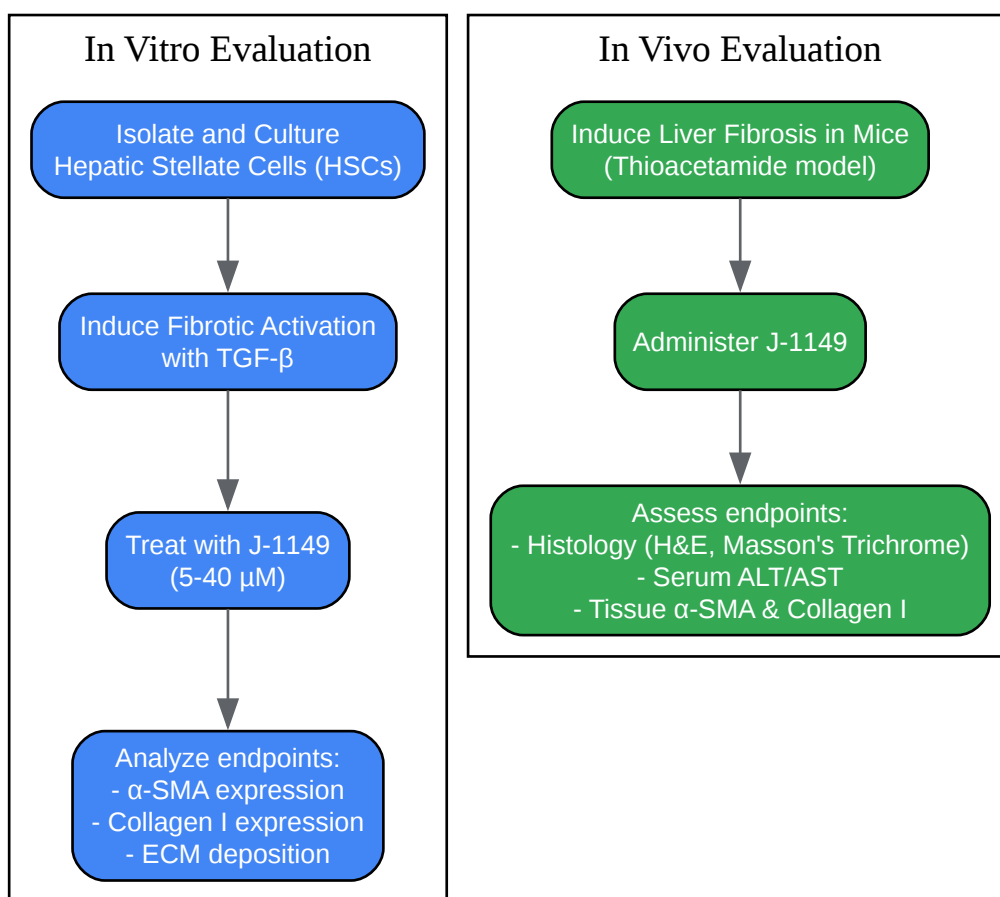 In Vitro Evaluation
Isolate and Culture
Hepatic Stellate Cells (HSCs)
Induce Fibrotic Activation
with TGF-β
Treat with J-1149
(5-40 µM)
Analyze endpoints:
- α-SMA expression
- Collagen I expression
- ECM deposition
In Vivo Evaluation
Induce Liver Fibrosis in Mice
(Thioacetamide model)
Administer J-1149
Assess endpoints:
- Histology (H&E, Masson's Trichrome)
- Serum ALT/AST
- Tissue α-SMA & Collagen I